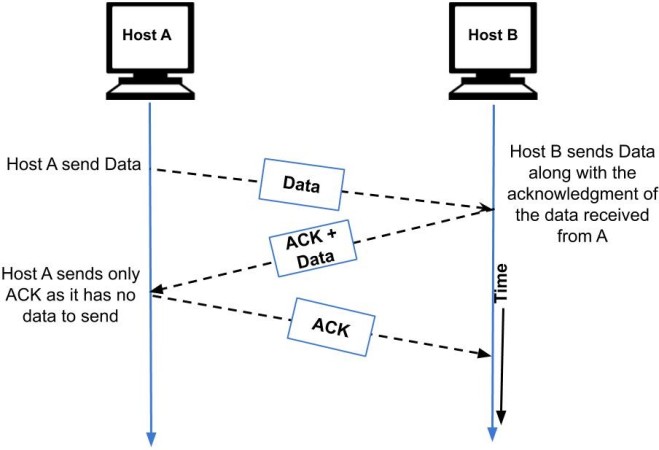 Host A
Host B
Host A send Data
Data
Host B sends Data
along with the
acknowledgment of
the data received
from A
ACK +
Data
Host A sends only
ACK as it has no
data to send
Time
ACK